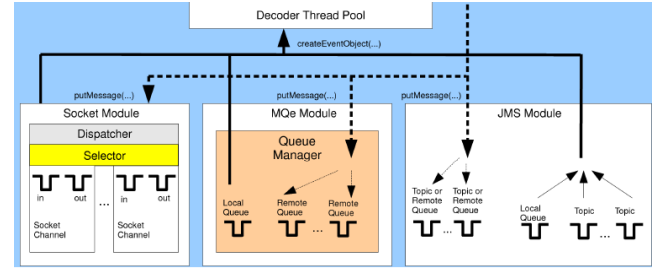 Decoder Thread Pool
createEventObject(...)
putMessage(...)
putMessage(...)
putMessage(...)
Socket Module
MQe Module
JMS Module
Dispatcher
Selector
in
out
...
in
out
Socket
Channel
Socket
Channel
Queue
Manager
Local
Queue
Remote
Queue
...
Remote
Queue
Topic or
Remote
Queue
...
Topic or
Remote
Queue
Local
Queue
Topic
...
Topic